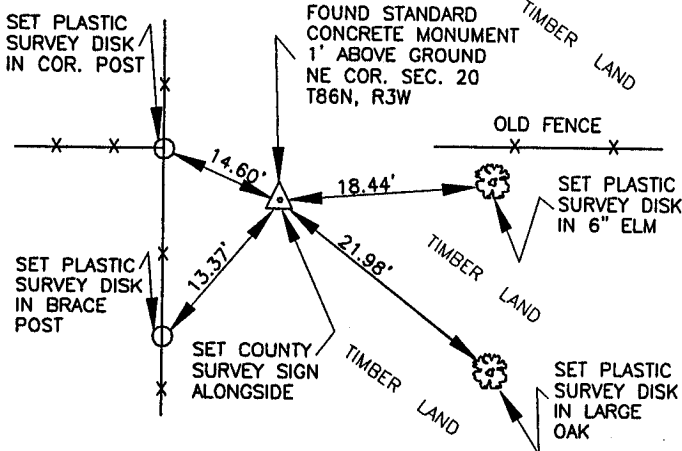 SET PLASTIC
SURVEY DISK
IN COR. POST
FOUND STANDARD
CONCRETE MONUMENT
1' ABOVE GROUND
NE COR. SEC. 20
T86N, R3W
TIMBER LAND
OLD FENCE
14.60'
18.44'
SET PLASTIC
SURVEY DISK
IN 6" ELM
13.37'
21.98'
TIMBER LAND
SET PLASTIC
SURVEY DISK
IN BRACE
POST
SET COUNTY
SURVEY SIGN
ALONGSIDE
TIMBER LAND
SET PLASTIC
SURVEY DISK
IN LARGE
OAK